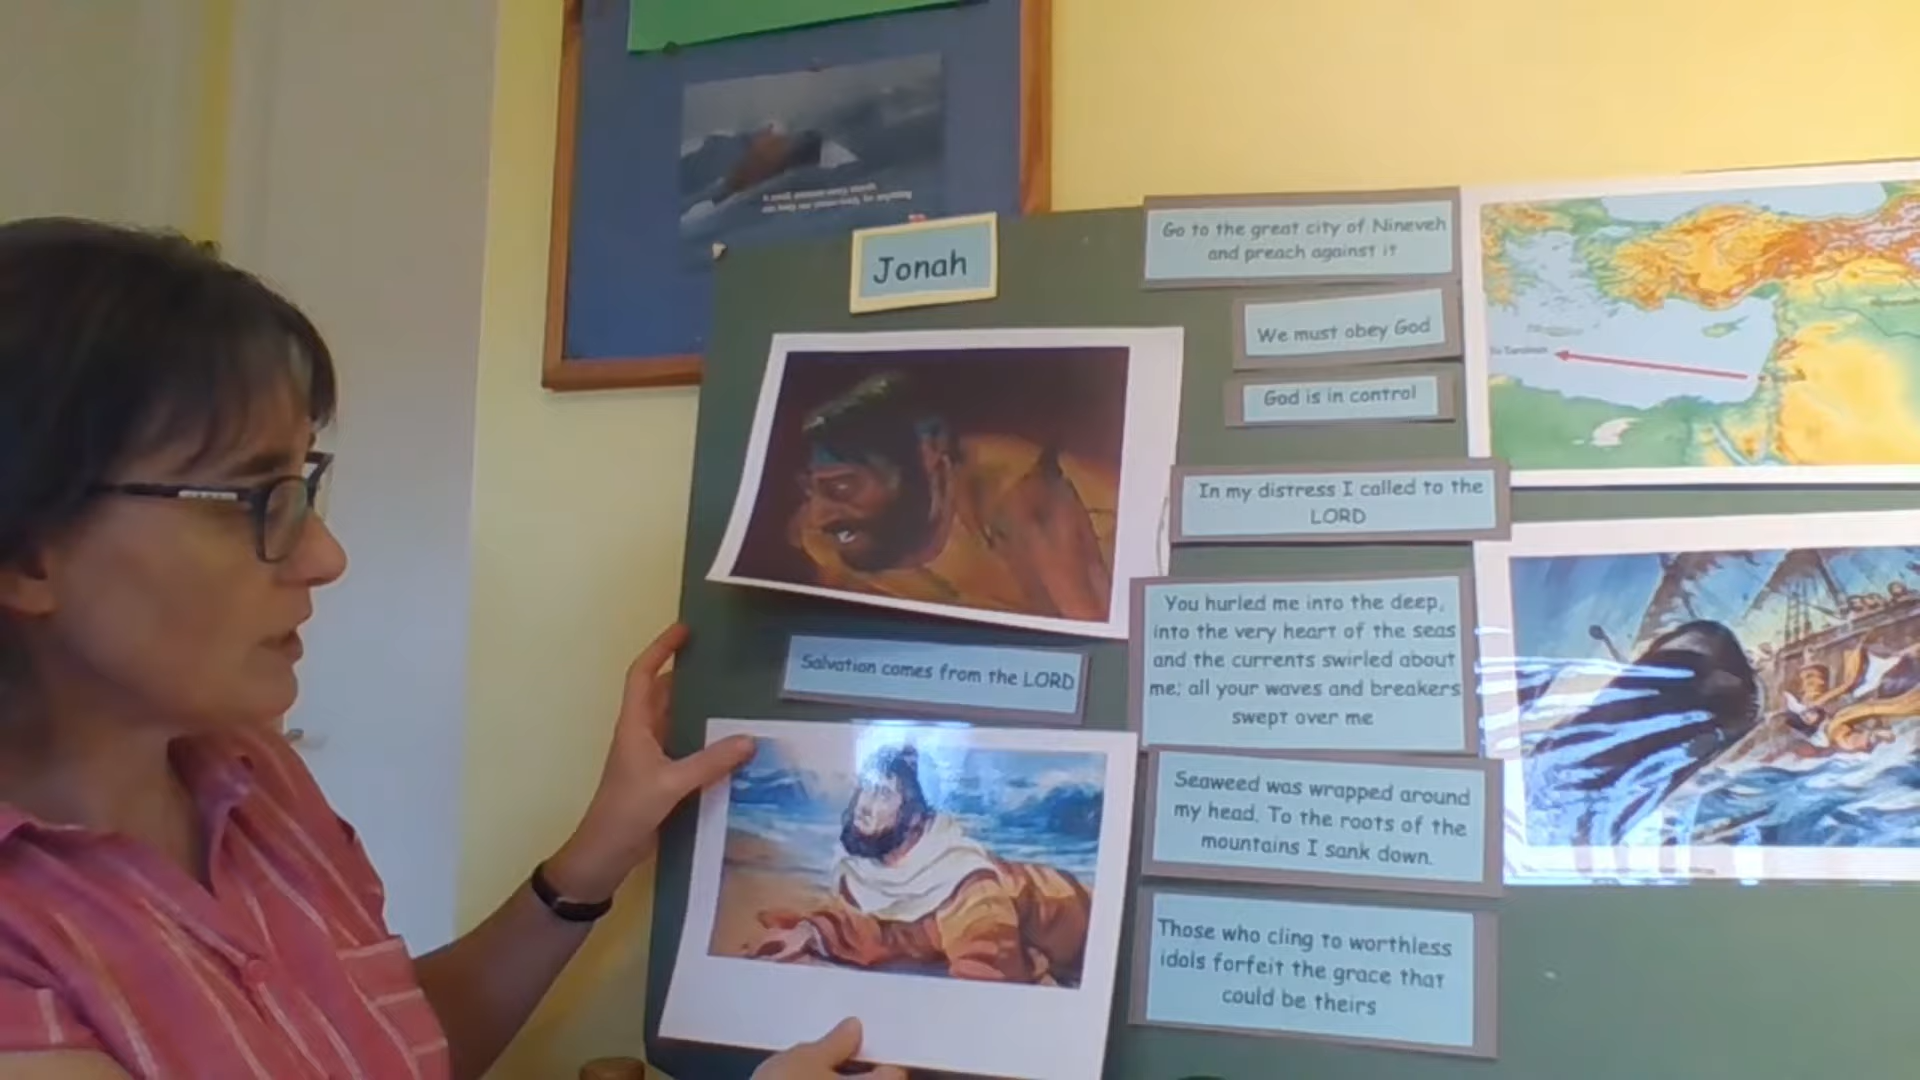 Jonah
Go to the great city of Nineveh
and preach against it
We must obey God
God is in control
In my distress I called to the
LORD
You hurled me into the deep,
into the very heart of the seas
and the currents swirled about
me; all your waves and breakers
swept over me
Seaweed was wrapped around
my head. To the roots of the
mountains I sank down.
Those who cling to worthless
idols forfeit the grace that
could be theirs
Salvation comes from the LORD